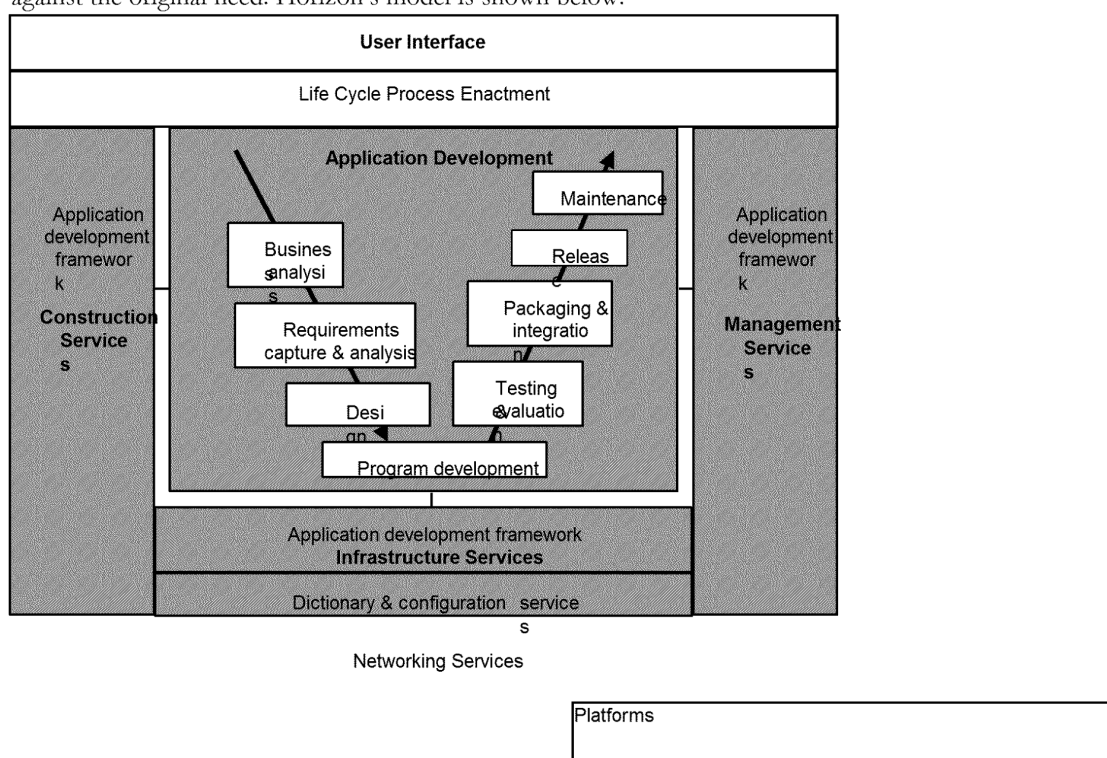 against the original need. Horizon's model is shown below:
User Interface
Life Cycle Process Enactment
Application
development
framewor
k
Construction
Service
s
Application Development
Busines
s
analysi
s
Requirements
capture & analysis
Desi
gn
Program development
Testing
&
evaluatio
n
Packaging &
integratio
n
Releas
e
Maintenance
Application
development
framewor
k
Management
Service
s
Application development framework
Infrastructure Services
Dictionary & configuration service
s
Networking Services
Platforms